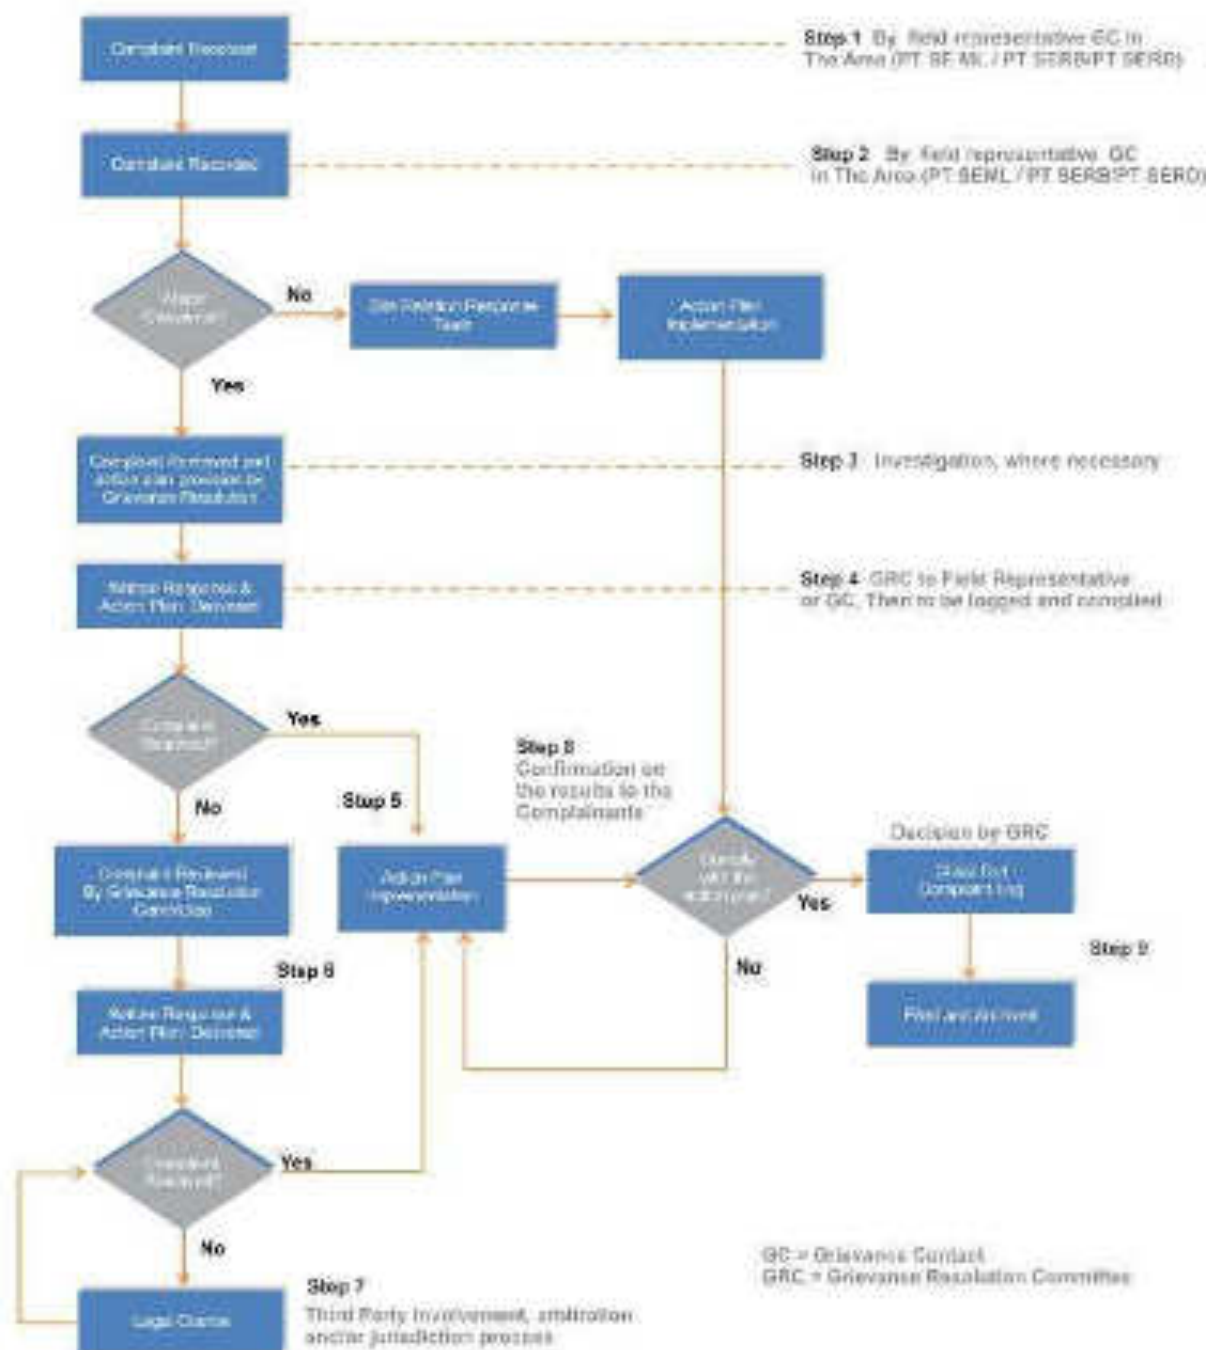 Complaint Received
Step 1 By field representative GC in
The Area (PT SEML / PT SERB/PT SERD)
Complaint Recorded
Step 2 By field representative GC
in The Area (PT SEML / PT SERB/PT SERD)
Major
Grievance?
No
Site Relation Response
Team
Action Plan
Implementation
Yes
Complaint Reviewed and
action plan provision by
Grievance Resolution
Step 3 Investigation, where necessary
Written Response &
Action Plan Delivered
Step 4 GRC to Field Representative
or GC, Then to be logged and complied
Complaint
Resolved?
Yes
Step 5
No
Step 8
Confirmation on
the results to the
Complainants
Complaint Reviewed
By Grievance Resolution
Committee
Action Plan
Implementation
with the
action plan?
Yes
No
Decision by GRC
Close Out
Complaint Log
Step 9
Filed and Archived
Step 6
Written Response &
Action Plan Delivered
Complaint
Resolved?
Yes
No
Legal Claims
Step 7
Third Party Involvement, arbitration
and/or jurisdiction process
GC = Grievance Contact
GRC = Grievance Resolution Committee